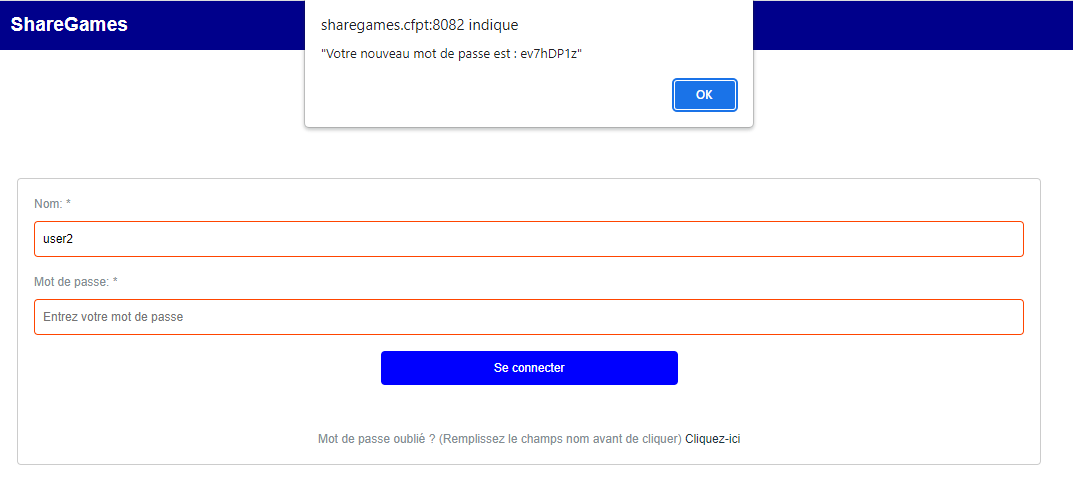 ShareGames
sharegames.cfpt:8082 indique
"Votre nouveau mot de passe est : ev7hDP1z"
OK
Nom: *
user2
Mot de passe: *
Entrez votre mot de passe
Se connecter
Mot de passe oublié ? (Remplissez le champs nom avant de cliquer) Cliquez-ici